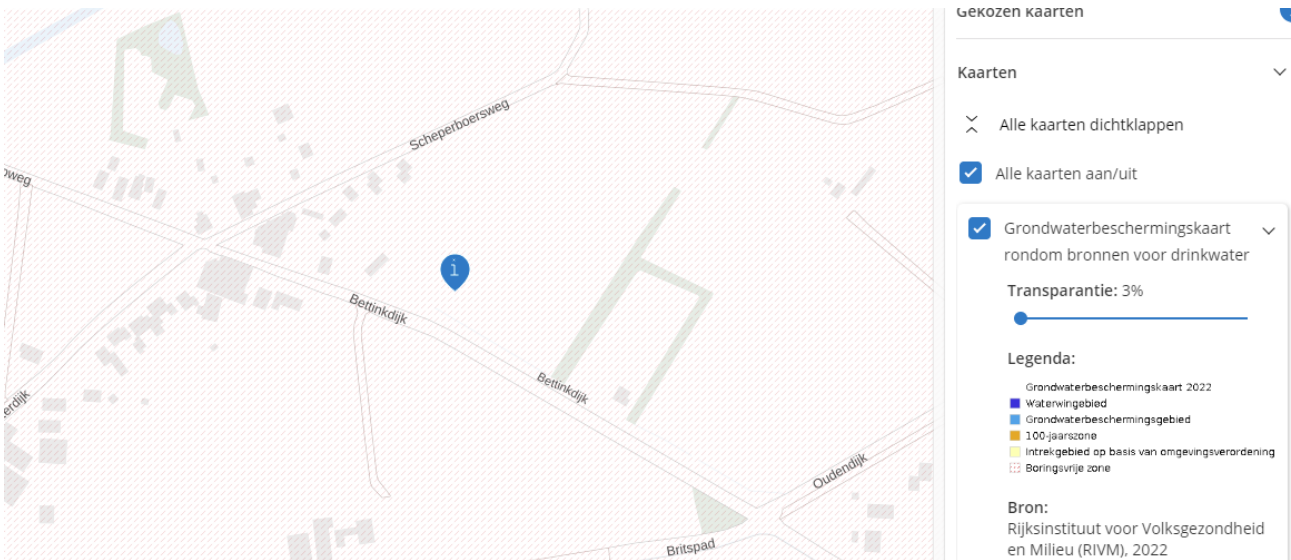 Gekozen kaarten
Kaarten
Alle kaarten dichtklappen
Alle kaarten aan/uit
Grondwaterbeschermingskaart
rondom bronnen voor drinkwater
Transparantie: 3%
Legenda:
Grondwaterbeschermingskaart 2022
Waterwingebied
Grondwaterbeschermingsgebied
100-jaarszone
Intrekgebied op basis van omgevingsverordening
Boringsvrije zone
Bron:
Rijksinstituut voor Volksgezondheid
en Milieu (RIVM), 2022
Scheperboersweg
oweg
i
Bettinkdijk
Bettinkdijk
erdijk
Oudendijk
Britspad